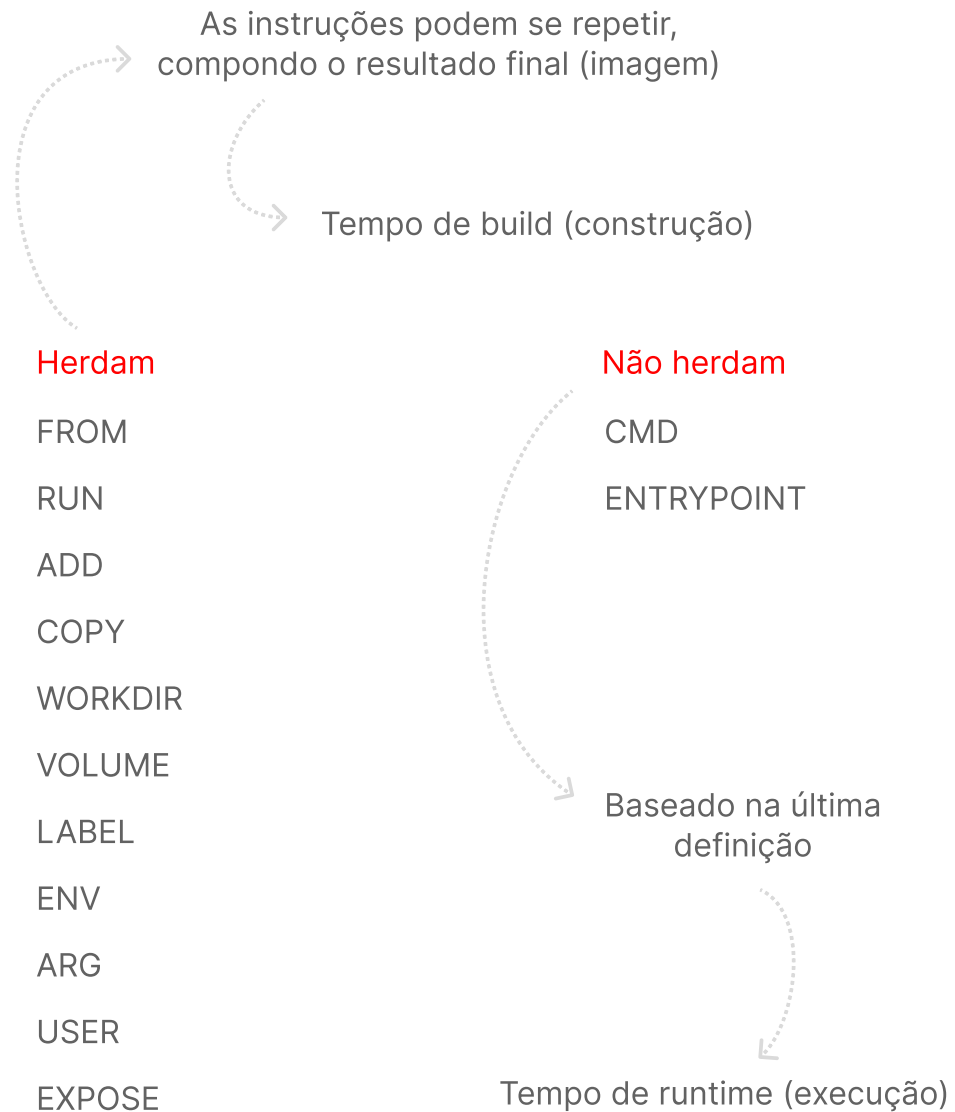 As instruções podem se repetir,
compondo o resultado final (imagem)
Tempo de build (construção)
Herdam
FROM
RUN
ADD
COPY
WORKDIR
VOLUME
LABEL
ENV
ARG
USER
EXPOSE
Não herdam
CMD
ENTRYPOINT
Baseado na última
definição
Tempo de runtime (execução)